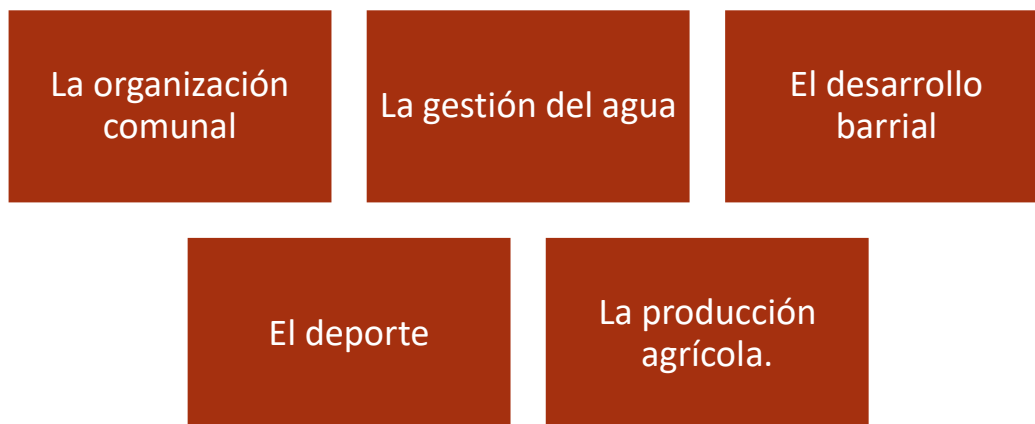 La organización
comunal
La gestión del agua
El desarrollo
barrial
El deporte
La producción
agrícola.